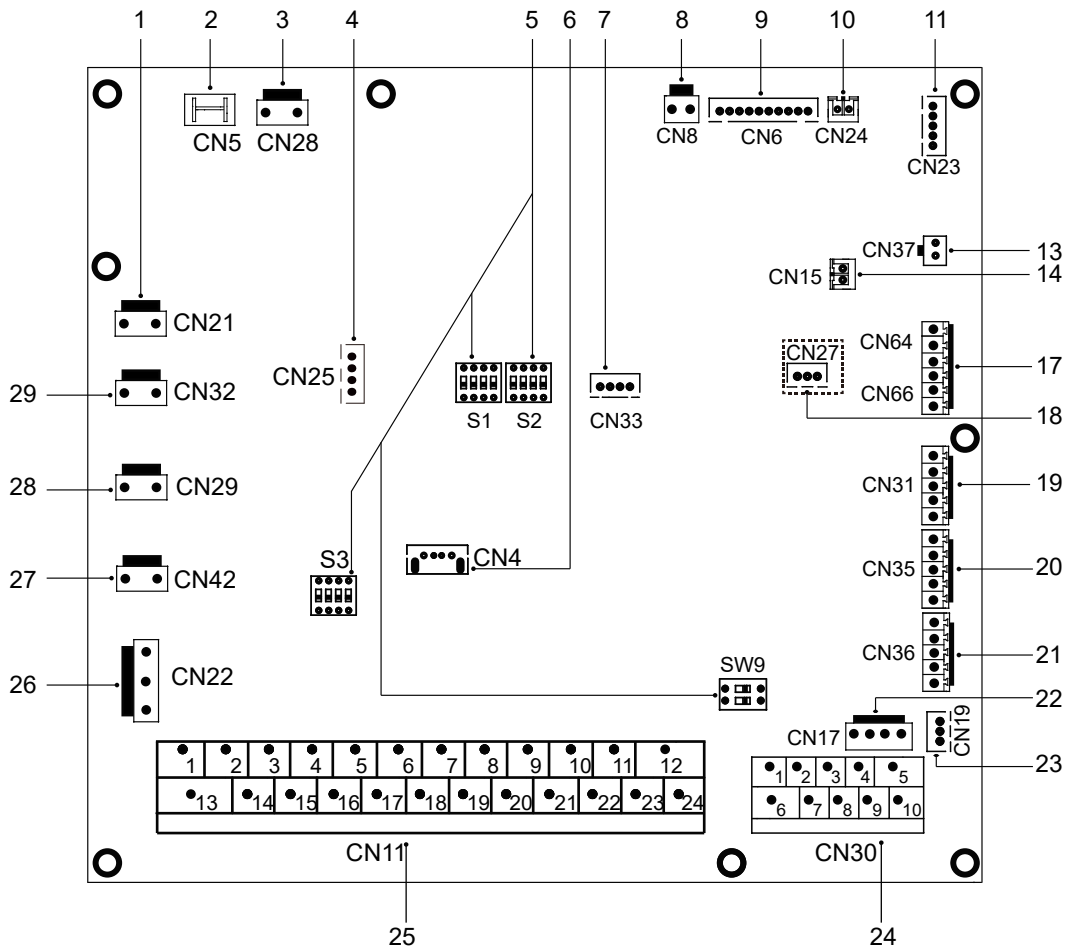 1 2 3 4 5 6 7 8 9 10 11
CN5 CN28 CN8 CN6 CN24 CN23
CN37 13
CN15 14
CN21 CN64
CN25 CN27 17
29 CN32 CN66
S1 S2 CN33 18
28 CN29 CN31 19
S3 CN4
27 CN42 CN35 20
26 CN22 SW9 CN36 21
22
CN17 CN19
23
1 2 3 4 5 6 7 8 9 10 11 12
13 14 15 16 17 18 19 20 21 22 23 24
1 2 3 4 5
6 7 8 9 10
CN11 CN30
25 24